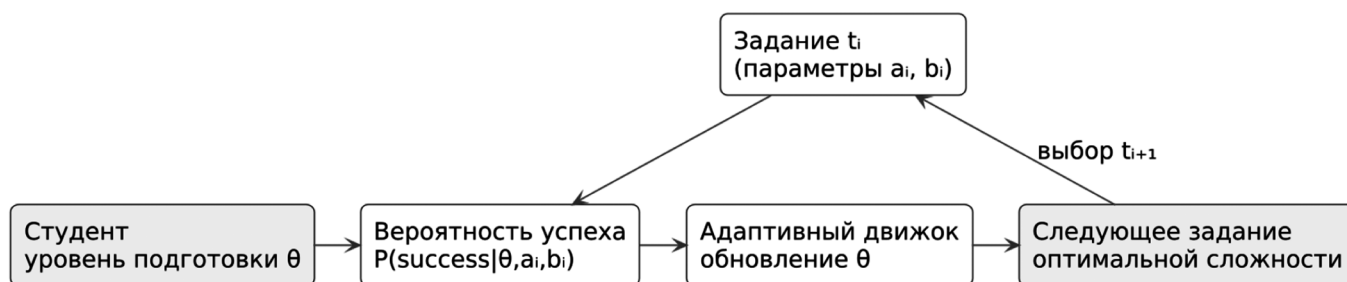 Задание tᵢ
(параметры aᵢ, bᵢ)
выбор tᵢ₊₁
Студент
уровень подготовки θ
Вероятность успеха
P(success|θ,aᵢ,bᵢ)
Адаптивный движок
обновление θ
Следующее задание
оптимальной сложности